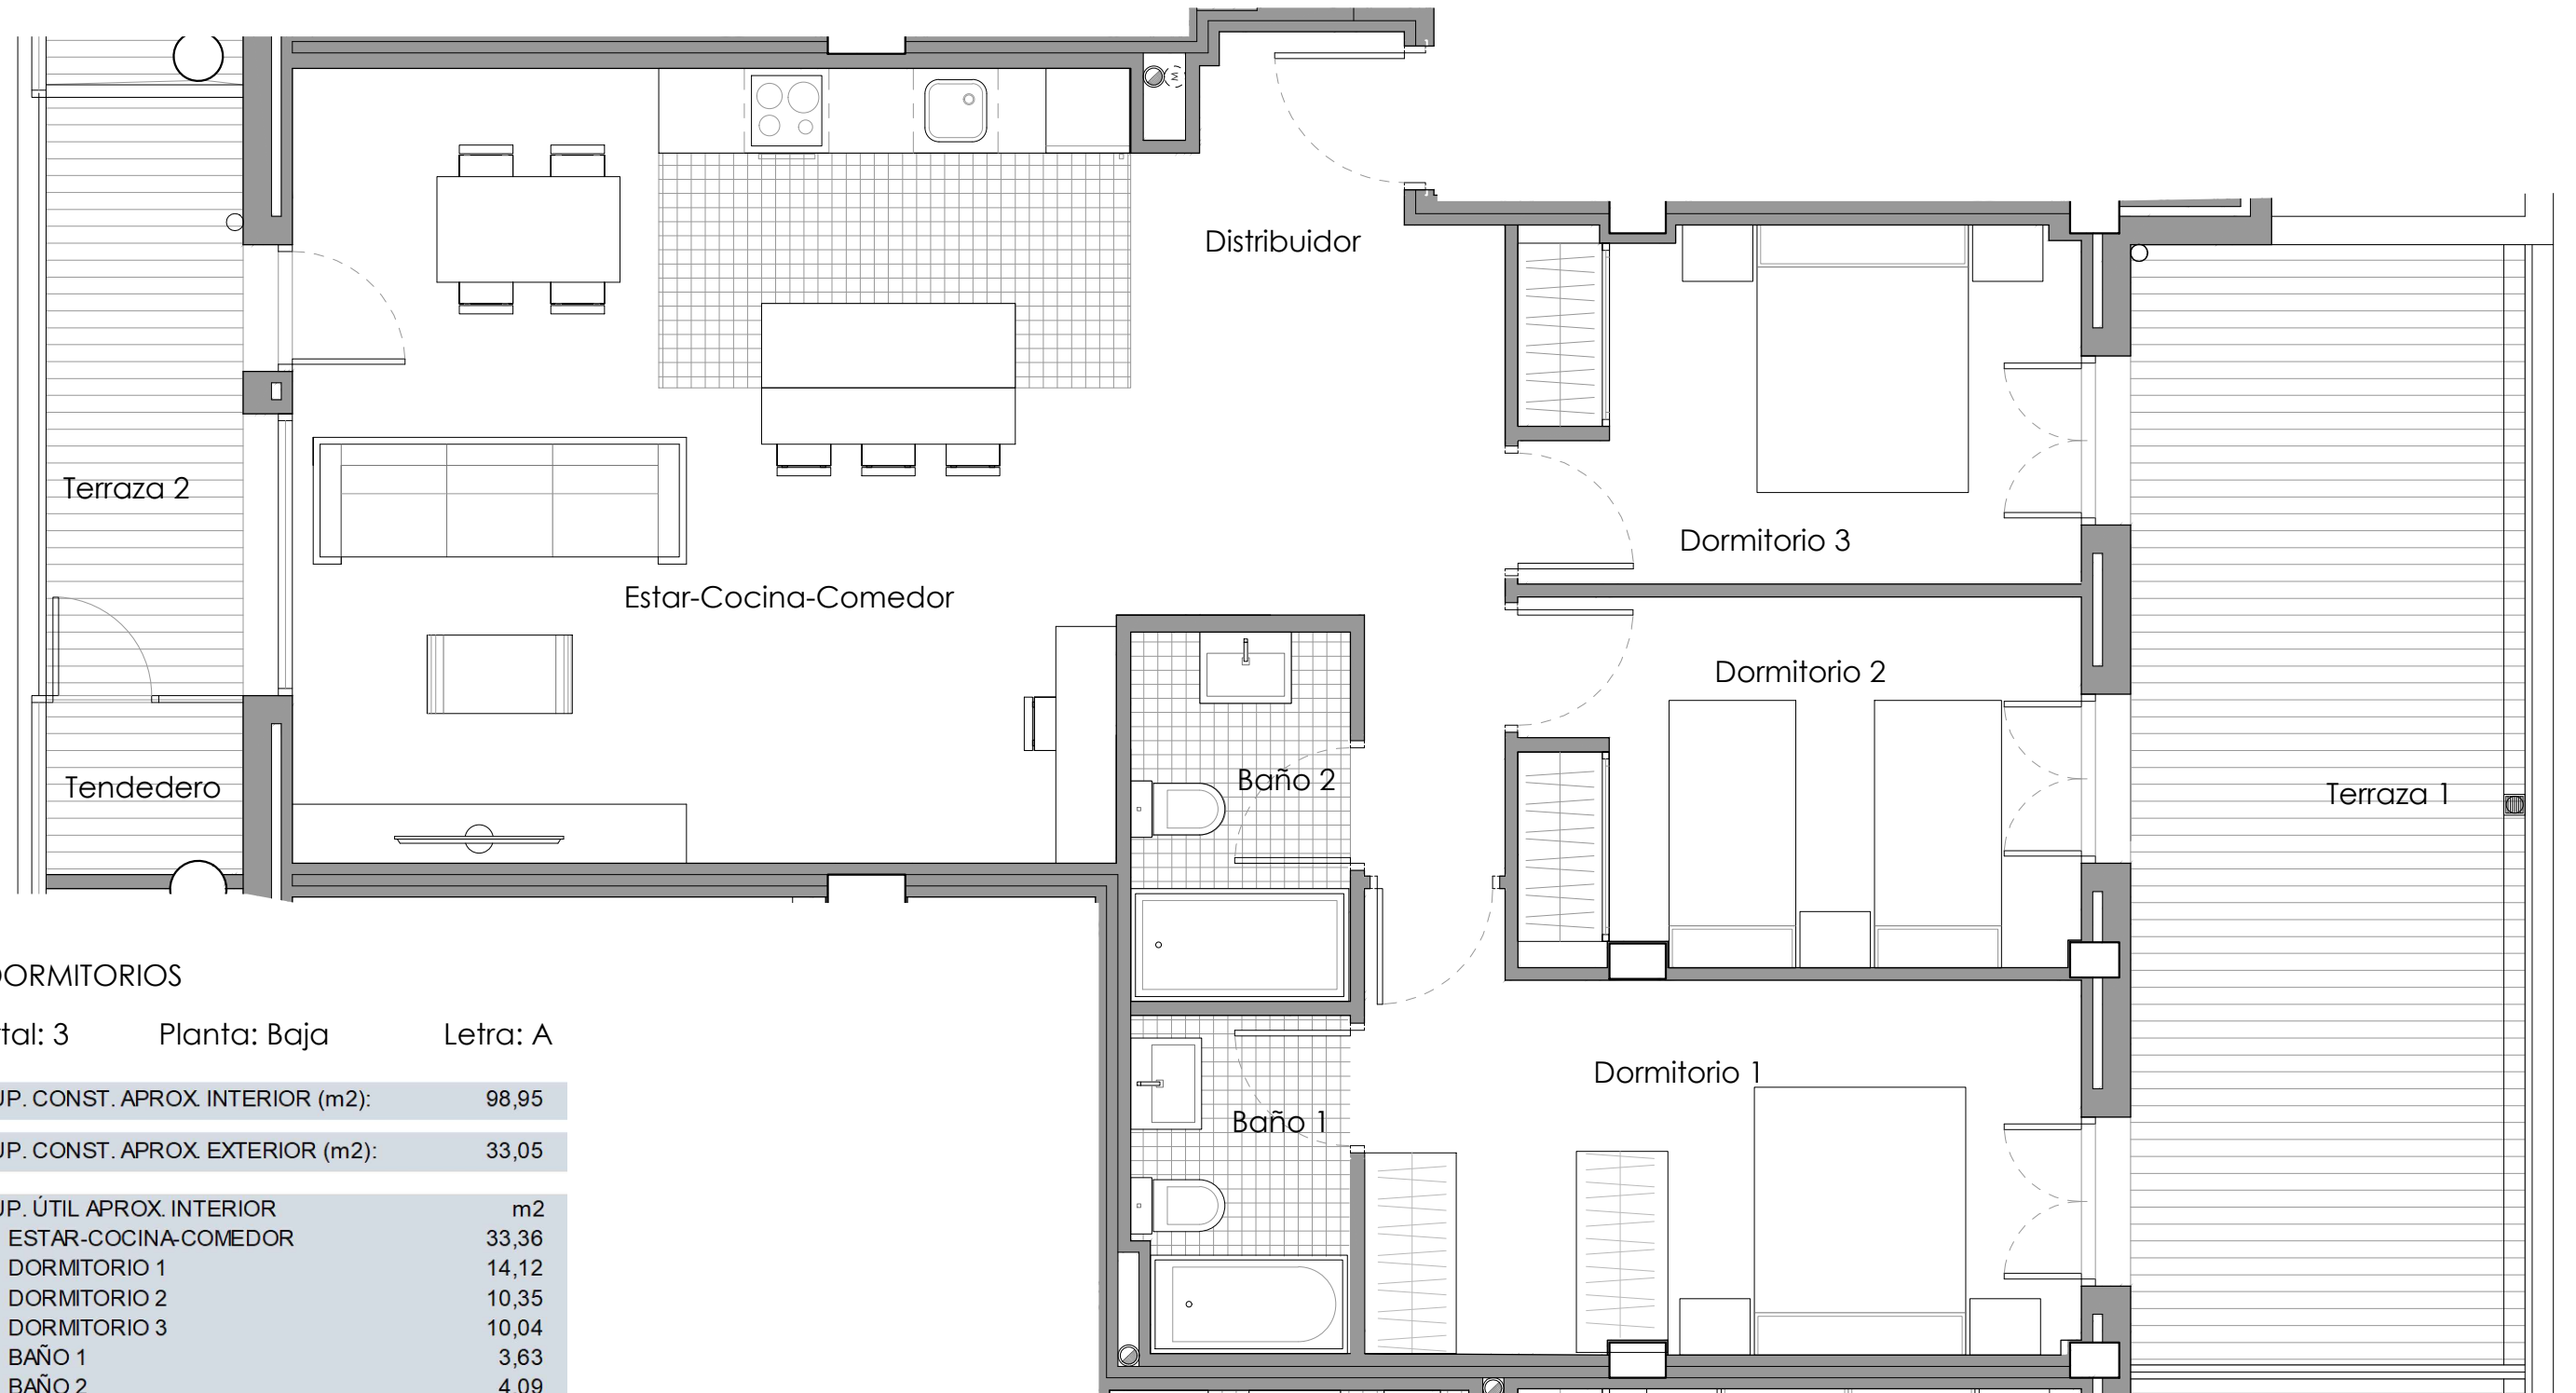 Distribuidor
Terraza 2
Dormitorio 3
Estar-Cocina-Comedor
Dormitorio 2
Baño 2
Tendedero
Terraza 1
DORMITORIOS
tal: 3 Planta: Baja Letra: A
Dormitorio 1
Baño 1
UP. CONST. APROX. INTERIOR (m2): 98,95
UP. CONST. APROX. EXTERIOR (m2): 33,05
UP. ÚTIL APROX. INTERIOR m2
ESTAR-COCINA-COMEDOR 33,36
DORMITORIO 1 14,12
DORMITORIO 2 10,35
DORMITORIO 3 10,04
BAÑO 1 3,63
BAÑO 2 4,09